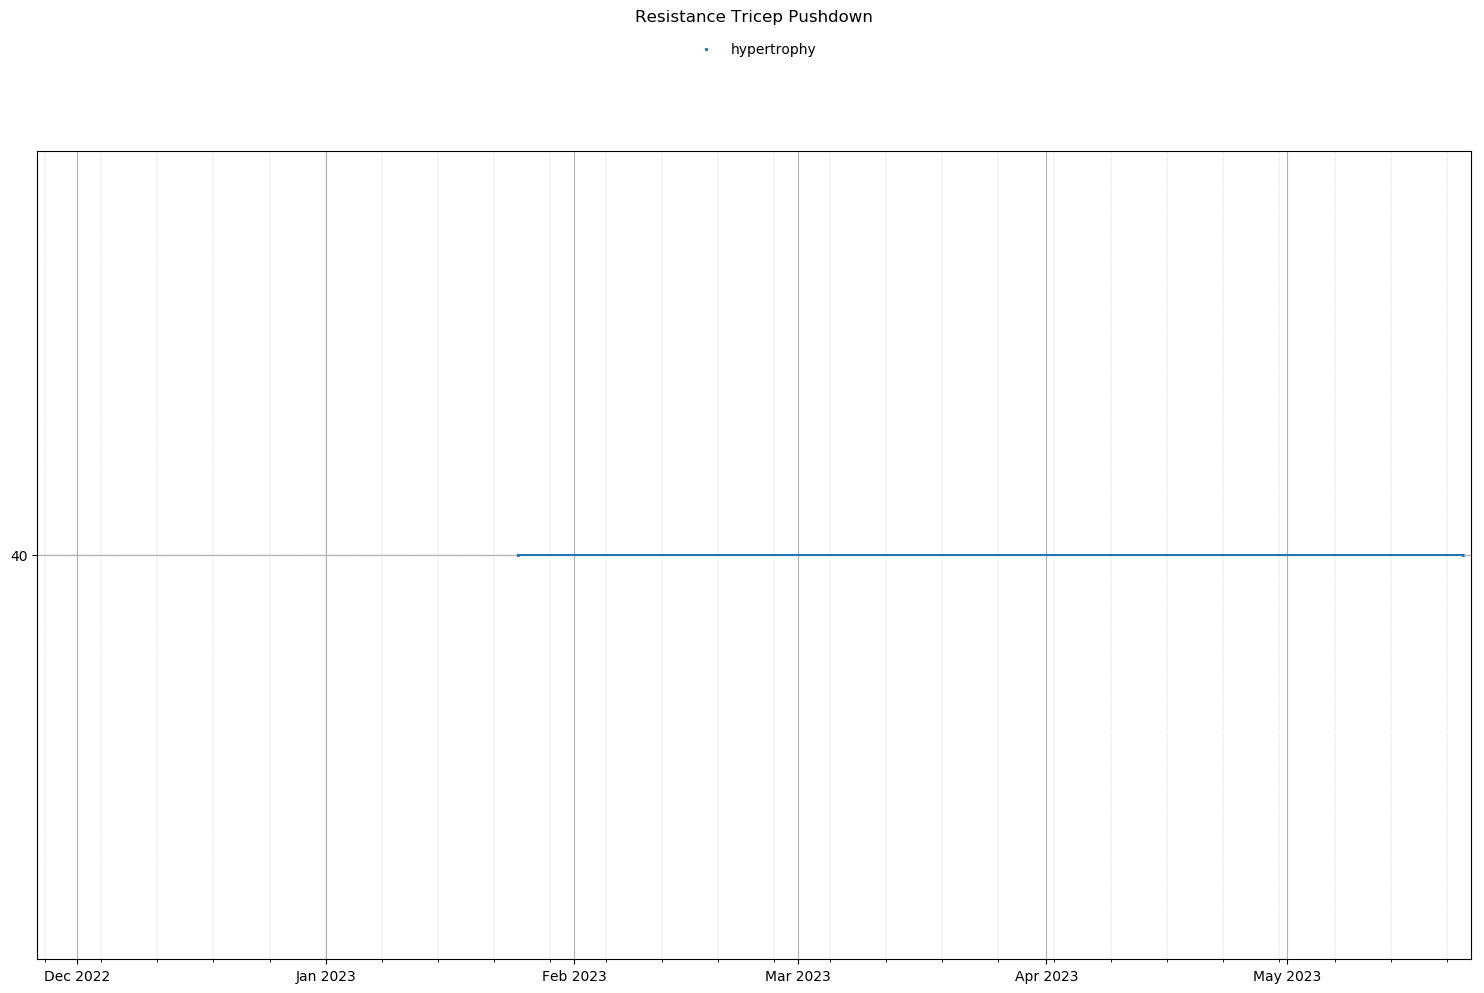 Resistance Tricep Pushdown
hypertrophy
40
Dec 2022
Jan 2023
Feb 2023
Mar 2023
Apr 2023
May 2023